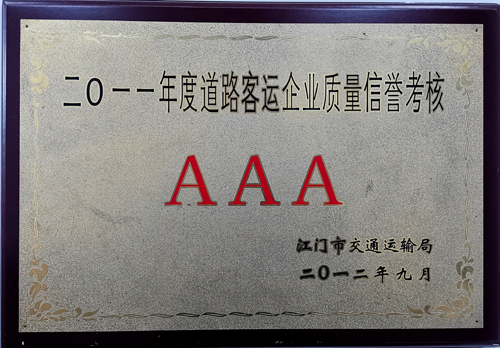 二〇一一年度道路客运企业质量信誉考核
AAA
江门市交通运输局
二〇一二年九月